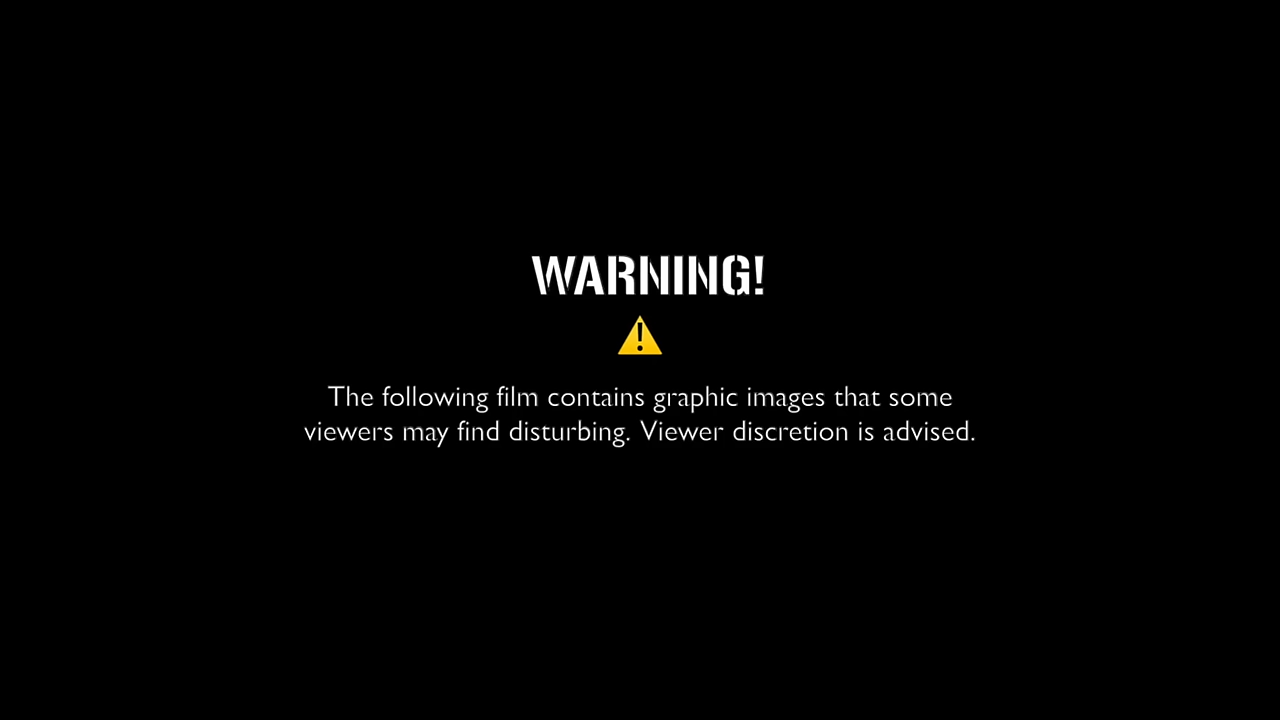 WARNING!
The following film contains graphic images that some
viewers may find disturbing. Viewer discretion is advised.